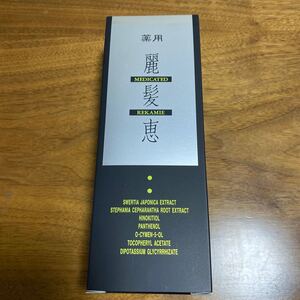 薬用
麗
MEDICATED
髪
REKAMIE
恵
SWERTIA JAPONICA EXTRACT
STEPHANIA CEPHARANTHA ROOT EXTRACT
HINOKITIOL
PANTHENOL
O-CYMEN-5-OL
TOCOPHERYL ACETATE
DIPOTASSIUM GLYCYRRHIZATE